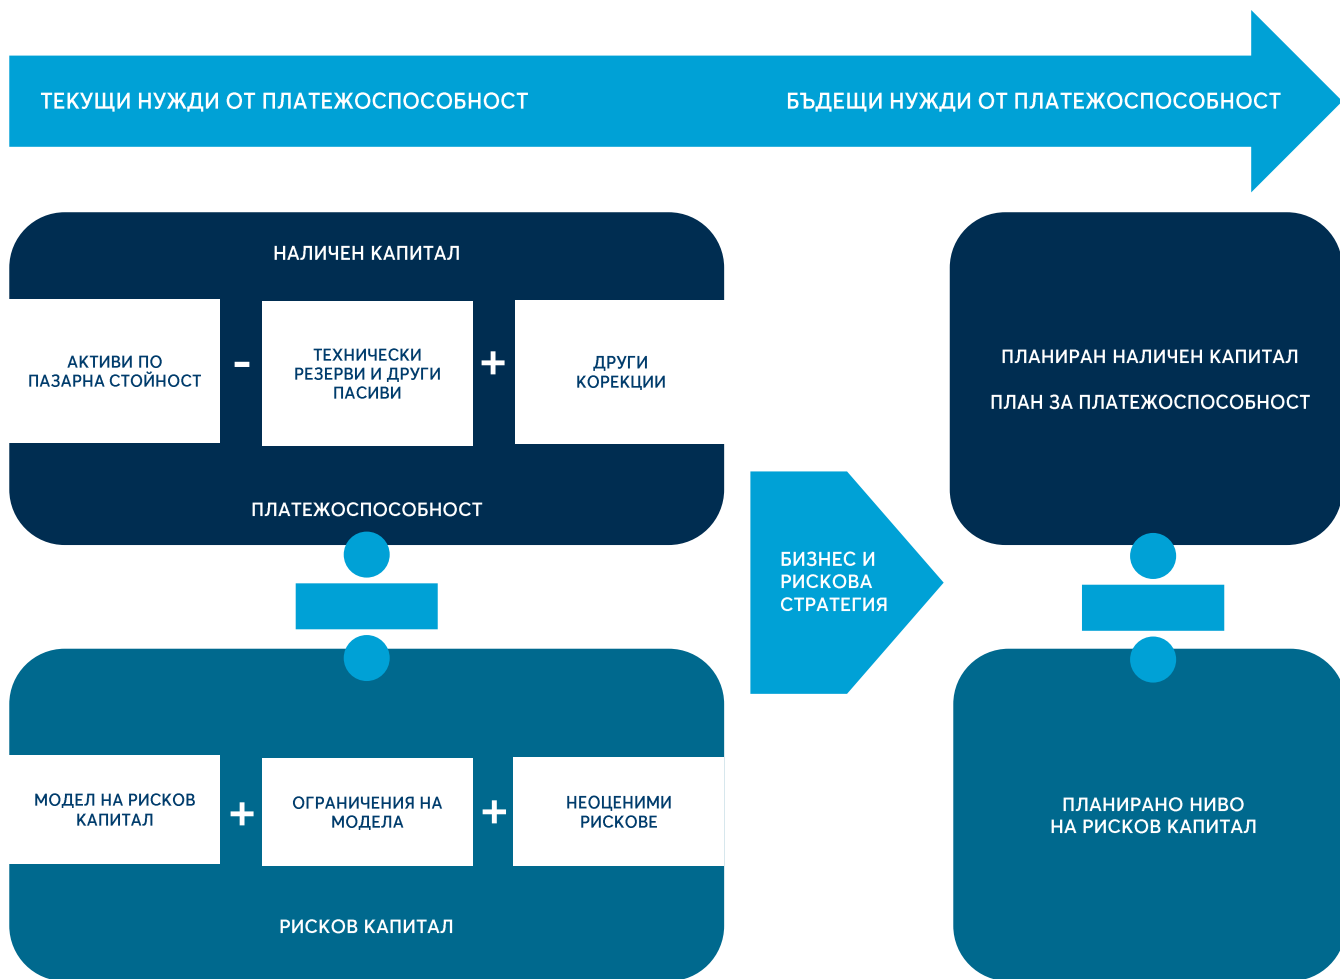 ТЕКУЩИ НУЖДИ ОТ ПЛАТЕЖОСПОСОБНОСТ
БЪДЕЩИ НУЖДИ ОТ ПЛАТЕЖОСПОСОБНОСТ
НАЛИЧЕН КАПИТАЛ
АКТИВИ ПО
ПАЗАРНА СТОЙНОСТ
-
ТЕХНИЧЕСКИ
РЕЗЕРВИ И ДРУГИ
ПАСИВИ
+
ДРУГИ
КОРЕКЦИИ
ПЛАТЕЖОСПОСОБНОСТ
МОДЕЛ НА РИСКОВ
КАПИТАЛ
+
ОГРАНИЧЕНИЯ НА
МОДЕЛА
+
НЕОЦЕНИМИ
РИСКОВЕ
РИСКОВ КАПИТАЛ
БИЗНЕС И
РИСКОВА
СТРАТЕГИЯ
ПЛАНИРАН НАЛИЧЕН КАПИТАЛ
ПЛАН ЗА ПЛАТЕЖОСПОСОБНОСТ
ПЛАНИРАНО НИВО
НА РИСКОВ КАПИТАЛ